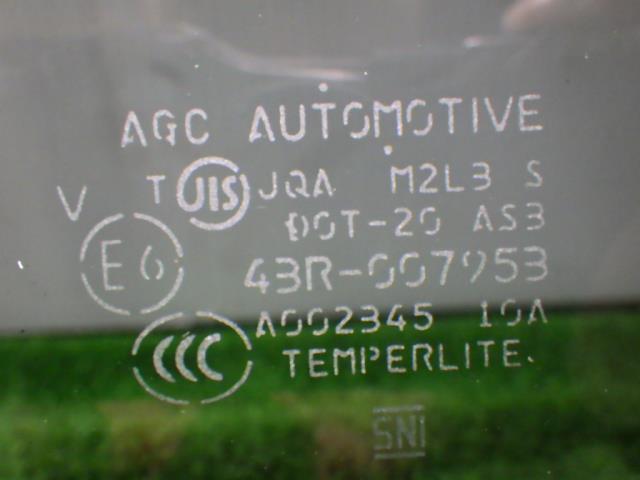 AGC AUTOMOTIVE
V T JIS JQA M2L3 S
DOT-20 AS3
E6 43R-007953
A002345 10A
CCC TEMPERLITE.
SNI